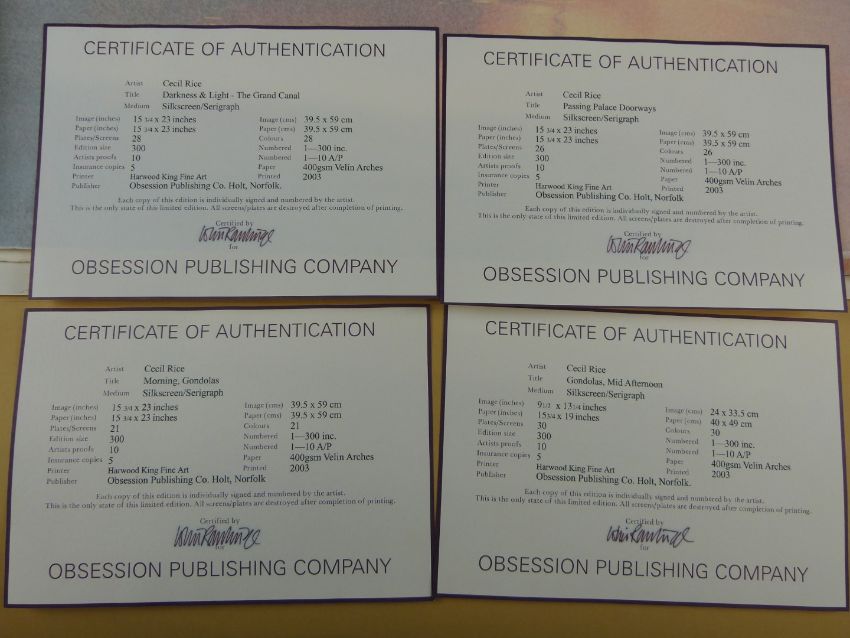 CERTIFICATE OF AUTHENTICATION
Artist Cecil Rice
Title Darkness & Light - The Grand Canal
Medium Silkscreen/Serigraph
Image (inches) 15 3/4 x 23 inches Image (cms) 39.5 x 59 cm
Paper (inches) 15 3/4 x 23 inches Paper (cms) 39.5 x 59 cm
Plates/Screens 28 Colours 28
Edition size 300 Numbered 1—300 inc.
Artists proofs 10 Numbered 1—10 A/P
Insurance copies 5 Paper 400gsm Velin Arches
Printer Harwood King Fine Art Printed 2003
Publisher Obsession Publishing Co. Holt, Norfolk.
Each copy of this edition is individually signed and numbered by the artist.
This is the only state of this limited edition. All screens/plates are destroyed after completion of printing.
Certified by
for
OBSESSION PUBLISHING COMPANY
CERTIFICATE OF AUTHENTICATION
Artist Cecil Rice
Title Passing Palace Doorways
Medium Silkscreen/Serigraph
Image (inches) 15 3/4 x 23 inches Image (cms) 39.5 x 59 cm
Paper (inches) 15 3/4 x 23 inches Paper (cms) 39.5 x 59 cm
Plates/Screens 26 Colours 26
Edition size 300 Numbered 1—300 inc.
Artists proofs 10 Numbered 1—10 A/P
Insurance copies 5 Paper 400gsm Velin Arches
Printer Harwood King Fine Art Printed 2003
Publisher Obsession Publishing Co. Holt, Norfolk
Each copy of this edition is individually signed and numbered by the artist.
This is the only state of this limited edition. All screens/plates are destroyed after completion of printing.
Certified by
for
OBSESSION PUBLISHING COMPANY
CERTIFICATE OF AUTHENTICATION
Artist Cecil Rice
Title Morning, Gondolas
Medium Silkscreen/Serigraph
Image (inches) 15 3/4 x 23 inches Image (cms) 39.5 x 59 cm
Paper (inches) 15 3/4 x 23 inches Paper (cms) 39.5 x 59 cm
Plates/Screens 21 Colours 21
Edition size 300 Numbered 1—300 inc.
Artists proofs 10 Numbered 1—10 A/P
Insurance copies 5 Paper 400gsm Velin Arches
Printer Harwood King Fine Art Printed 2003
Publisher Obsession Publishing Co. Holt, Norfolk
Each copy of this edition is individually signed and numbered by the artist.
This is the only state of this limited edition. All screens/plates are destroyed after completion of printing.
Certified by
for
OBSESSION PUBLISHING COMPANY
CERTIFICATE OF AUTHENTICATION
Artist Cecil Rice
Title Gondolas, Mid Afternoon
Medium Silkscreen/Serigraph
Image (inches) 9 1/2 x 13 1/4 inches Image (cms) 24 x 33.5 cm
Paper (inches) 15 3/4 x 19 inches Paper (cms) 40 x 49 cm
Plates/Screens 30 Colours 30
Edition size 300 Numbered 1—300 inc.
Artists proofs 10 Numbered 1—10 A/P
Insurance copies 5 Paper 400gsm Velin Arches
Printer Harwood King Fine Art Printed 2003
Publisher Obsession Publishing Co. Holt, Norfolk.
Each copy of this edition is individually signed and numbered by the artist.
This is the only state of this limited edition. All screens/plates are destroyed after completion of printing.
Certified by
for
OBSESSION PUBLISHING COMPANY